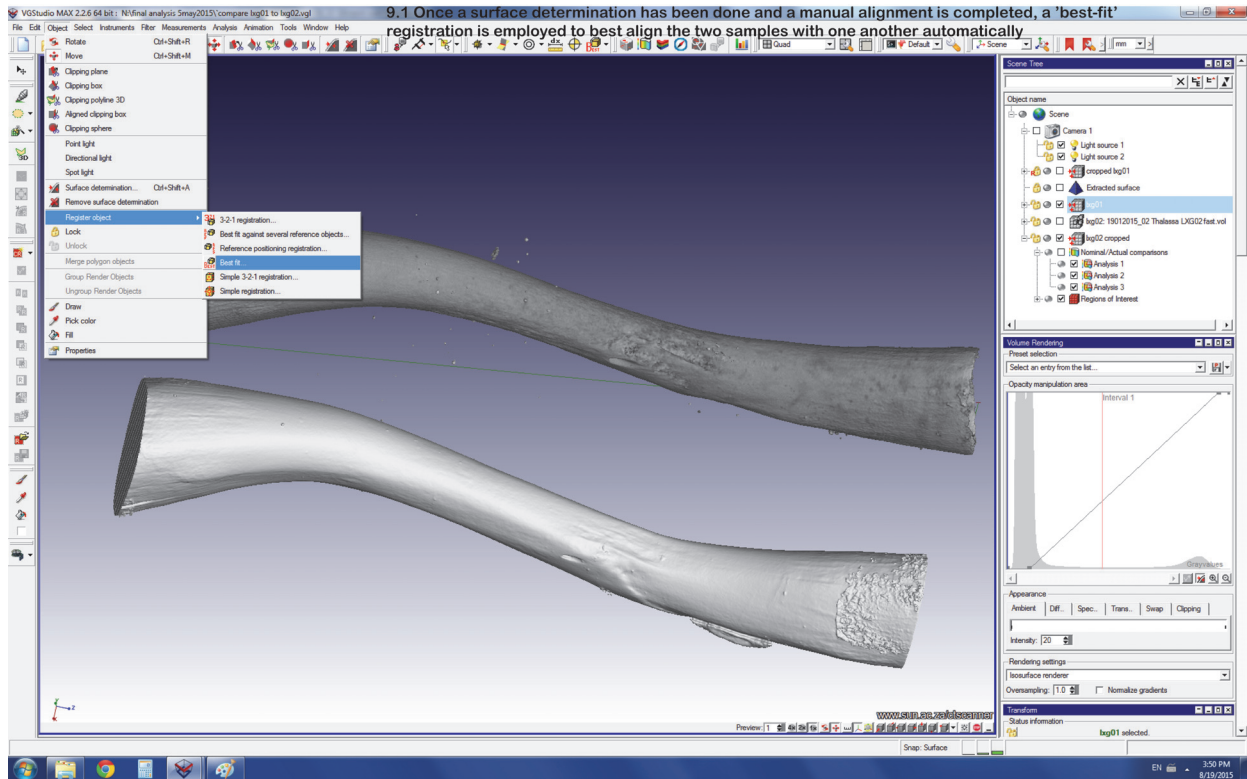 VGStudio MAX 2.2.6 64 bit : N:\final analysis 5may2015\'compare lxg01 to lxg02.vgl
9.1 Once a surface determination has been done and a manual alignment is completed, a 'best-fit'
registration is employed to best align the two samples with one another automatically
File Edit Object Select Instruments Filter Measurements Analysis Animation Tools Window Help
Rotate Ctrl+Shift+R
Move Ctrl+Shift+M
Clipping plane
Clipping box
Clipping polyline 3D
Aligned clipping box
Clipping sphere
Point light
Directional light
Spot light
Surface determination... Ctrl+Shift+A
Remove surface determination
Register object
Lock
Unlock
Merge polygon objects
Group Render Objects
Ungroup Render Objects
Draw
Pick color
Fill
Properties
3-2-1 registration...
Best fit against several reference objects...
Reference positioning registration...
Best fit...
Simple 3-2-1 registration...
Simple registration...
Quad
Default
Scene
mm
Scene Tree
Object name
Scene
Camera 1
Light source 1
Light source 2
cropped lxg01
Extracted surface
lxg01
lxg02: 19012015_02 Thalassa LXG02 fast.vol
lxg02 cropped
Nominal/Actual comparisons
Analysis 1
Analysis 2
Analysis 3
Regions of Interest
Volume Rendering
Preset selection
Select an entry from the list...
Opacity manipulation area
Interval 1
Grayvalues
Appearance
Ambient Diff... Spec... Trans... Swap Clipping
Intensity: 20
Rendering settings
Isosurface renderer
Oversampling: 1.0 Normalize gradients
Transform
Status information
lxg01 selected.
www.sun.ac.za/ctscanner
Preview: 1
Snap: Surface
EN
3:50 PM
8/19/2015